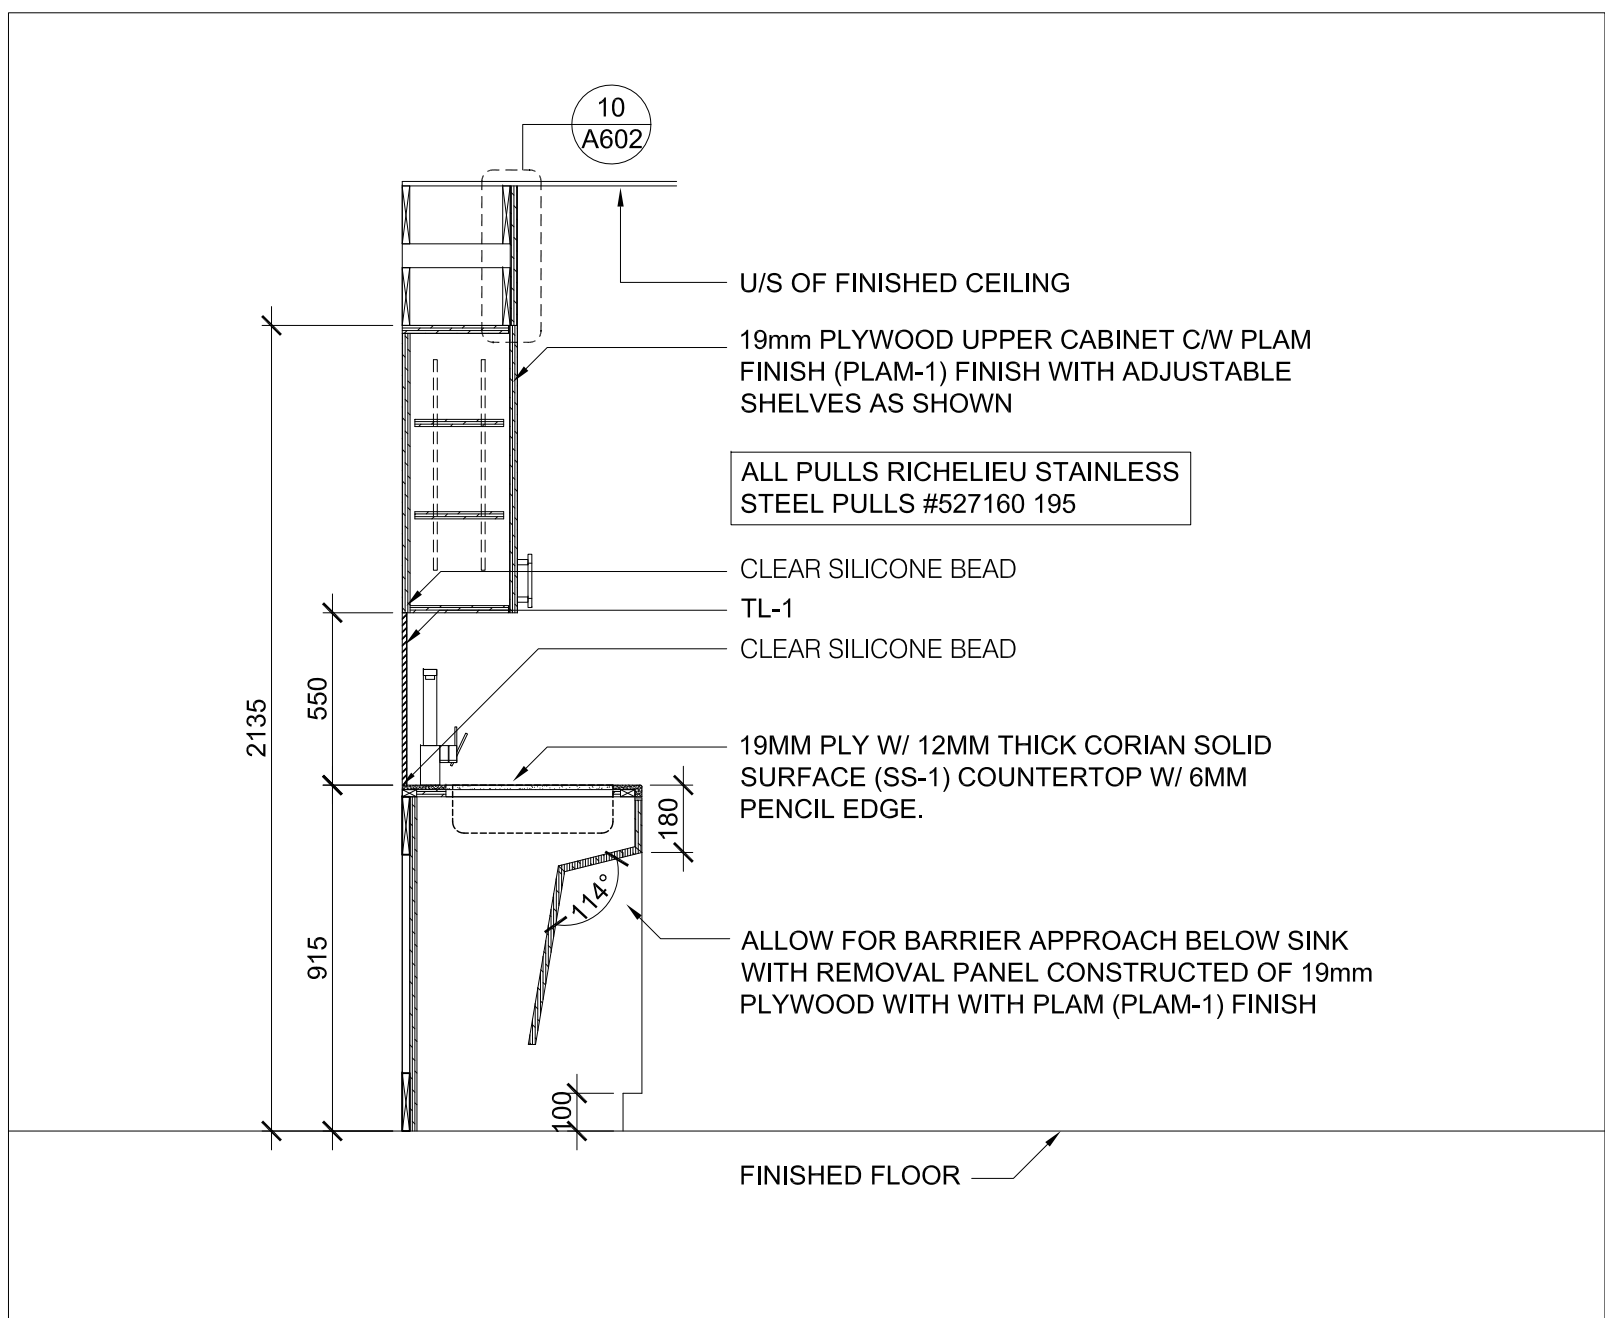 10
A602
U/S OF FINISHED CEILING
19mm PLYWOOD UPPER CABINET C/W PLAM
FINISH (PLAM-1) FINISH WITH ADJUSTABLE
SHELVES AS SHOWN
ALL PULLS RICHELIEU STAINLESS
STEEL PULLS #527160 195
CLEAR SILICONE BEAD
TL-1
CLEAR SILICONE BEAD
2135
550
19MM PLY W/ 12MM THICK CORIAN SOLID
SURFACE (SS-1) COUNTERTOP W/ 6MM
PENCIL EDGE.
180
114°
915
ALLOW FOR BARRIER APPROACH BELOW SINK
WITH REMOVAL PANEL CONSTRUCTED OF 19mm
PLYWOOD WITH WITH PLAM (PLAM-1) FINISH
100
FINISHED FLOOR